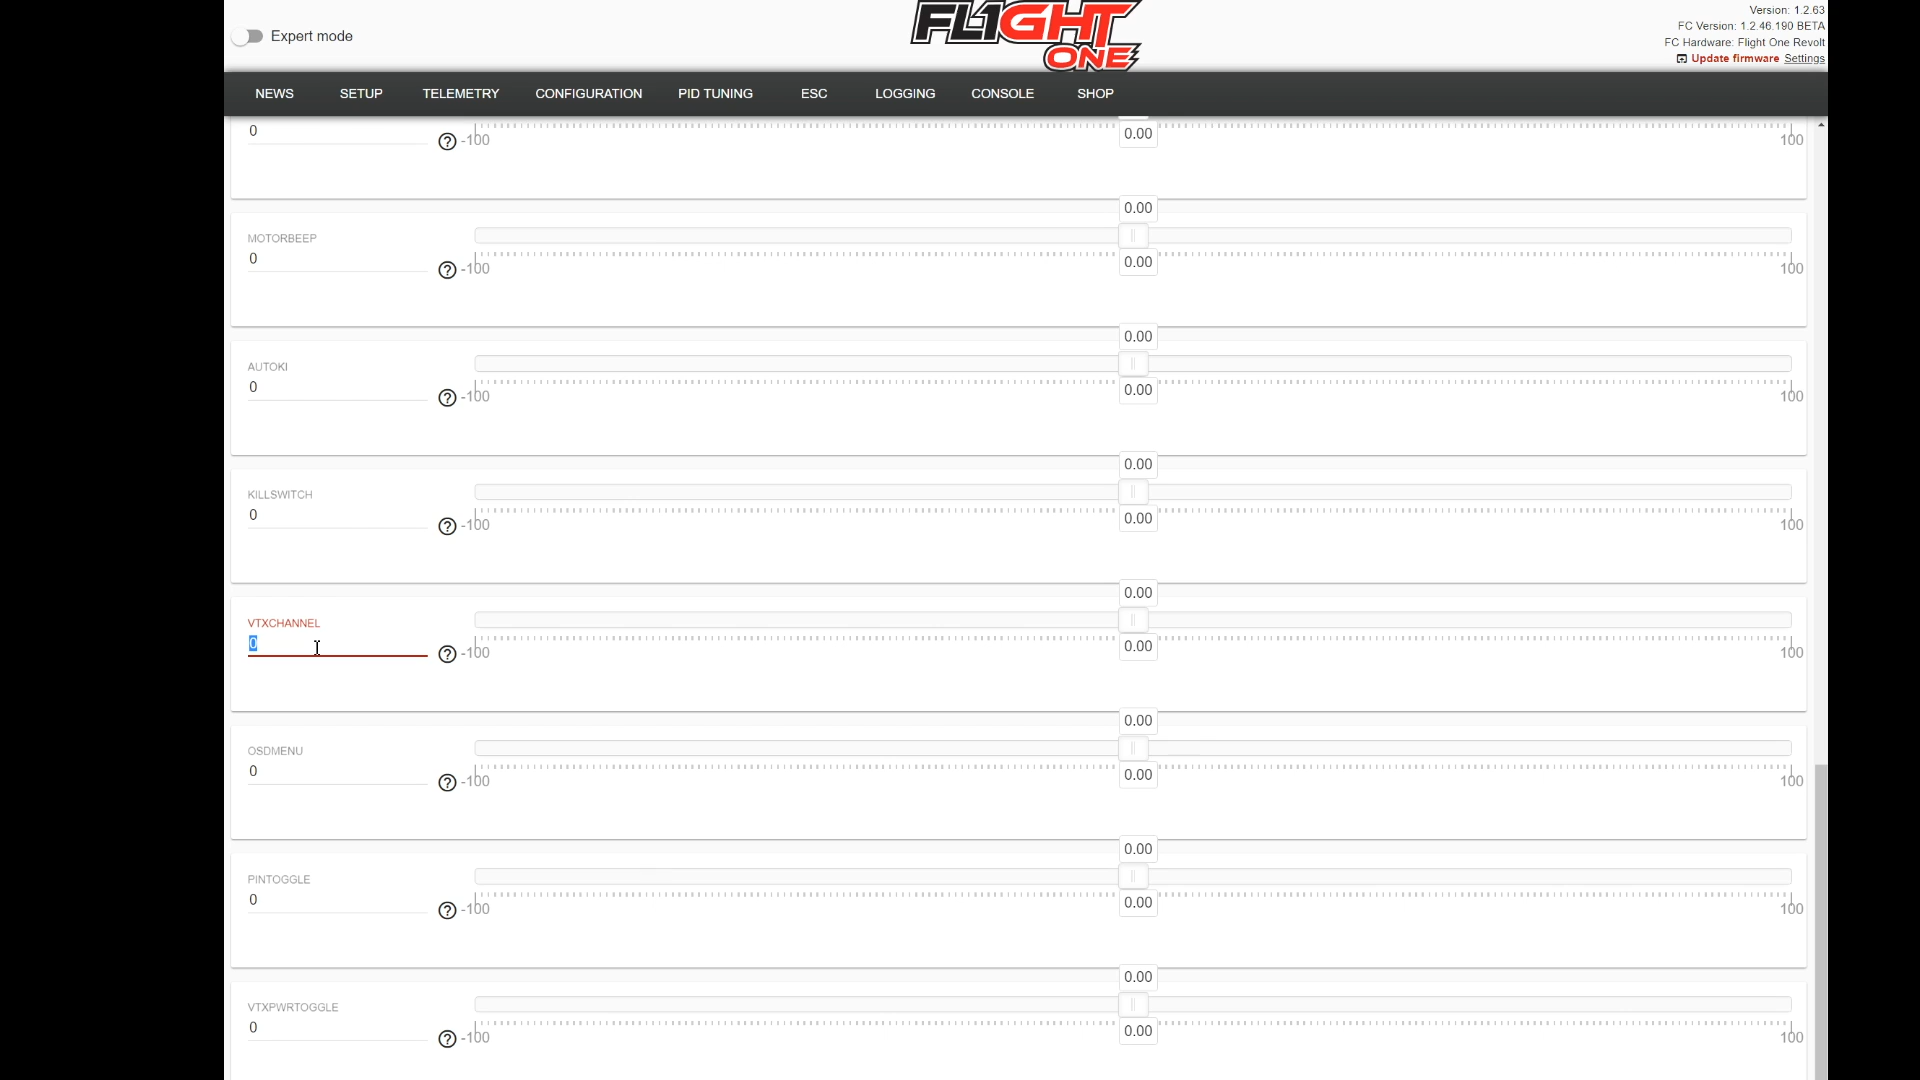 Expert mode
FL1GHT
ONE
Version: 1.2.63
FC Version: 1.2.46.190 BETA
FC Hardware: Flight One Revolt
Update firmware Settings
NEWS SETUP TELEMETRY CONFIGURATION PID TUNING ESC LOGGING CONSOLE SHOP
0
? -100 0.00 100
0.00
MOTORBEEP
0
? -100 0.00 100
0.00
AUTOKI
0
? -100 0.00 100
0.00
KILLSWITCH
0
? -100 0.00 100
0.00
VTXCHANNEL
0
? -100 0.00 100
0.00
OSDMENU
0
? -100 0.00 100
0.00
PINTOGGLE
0
? -100 0.00 100
0.00
VTXPWRTOGGLE
0
? -100 0.00 100